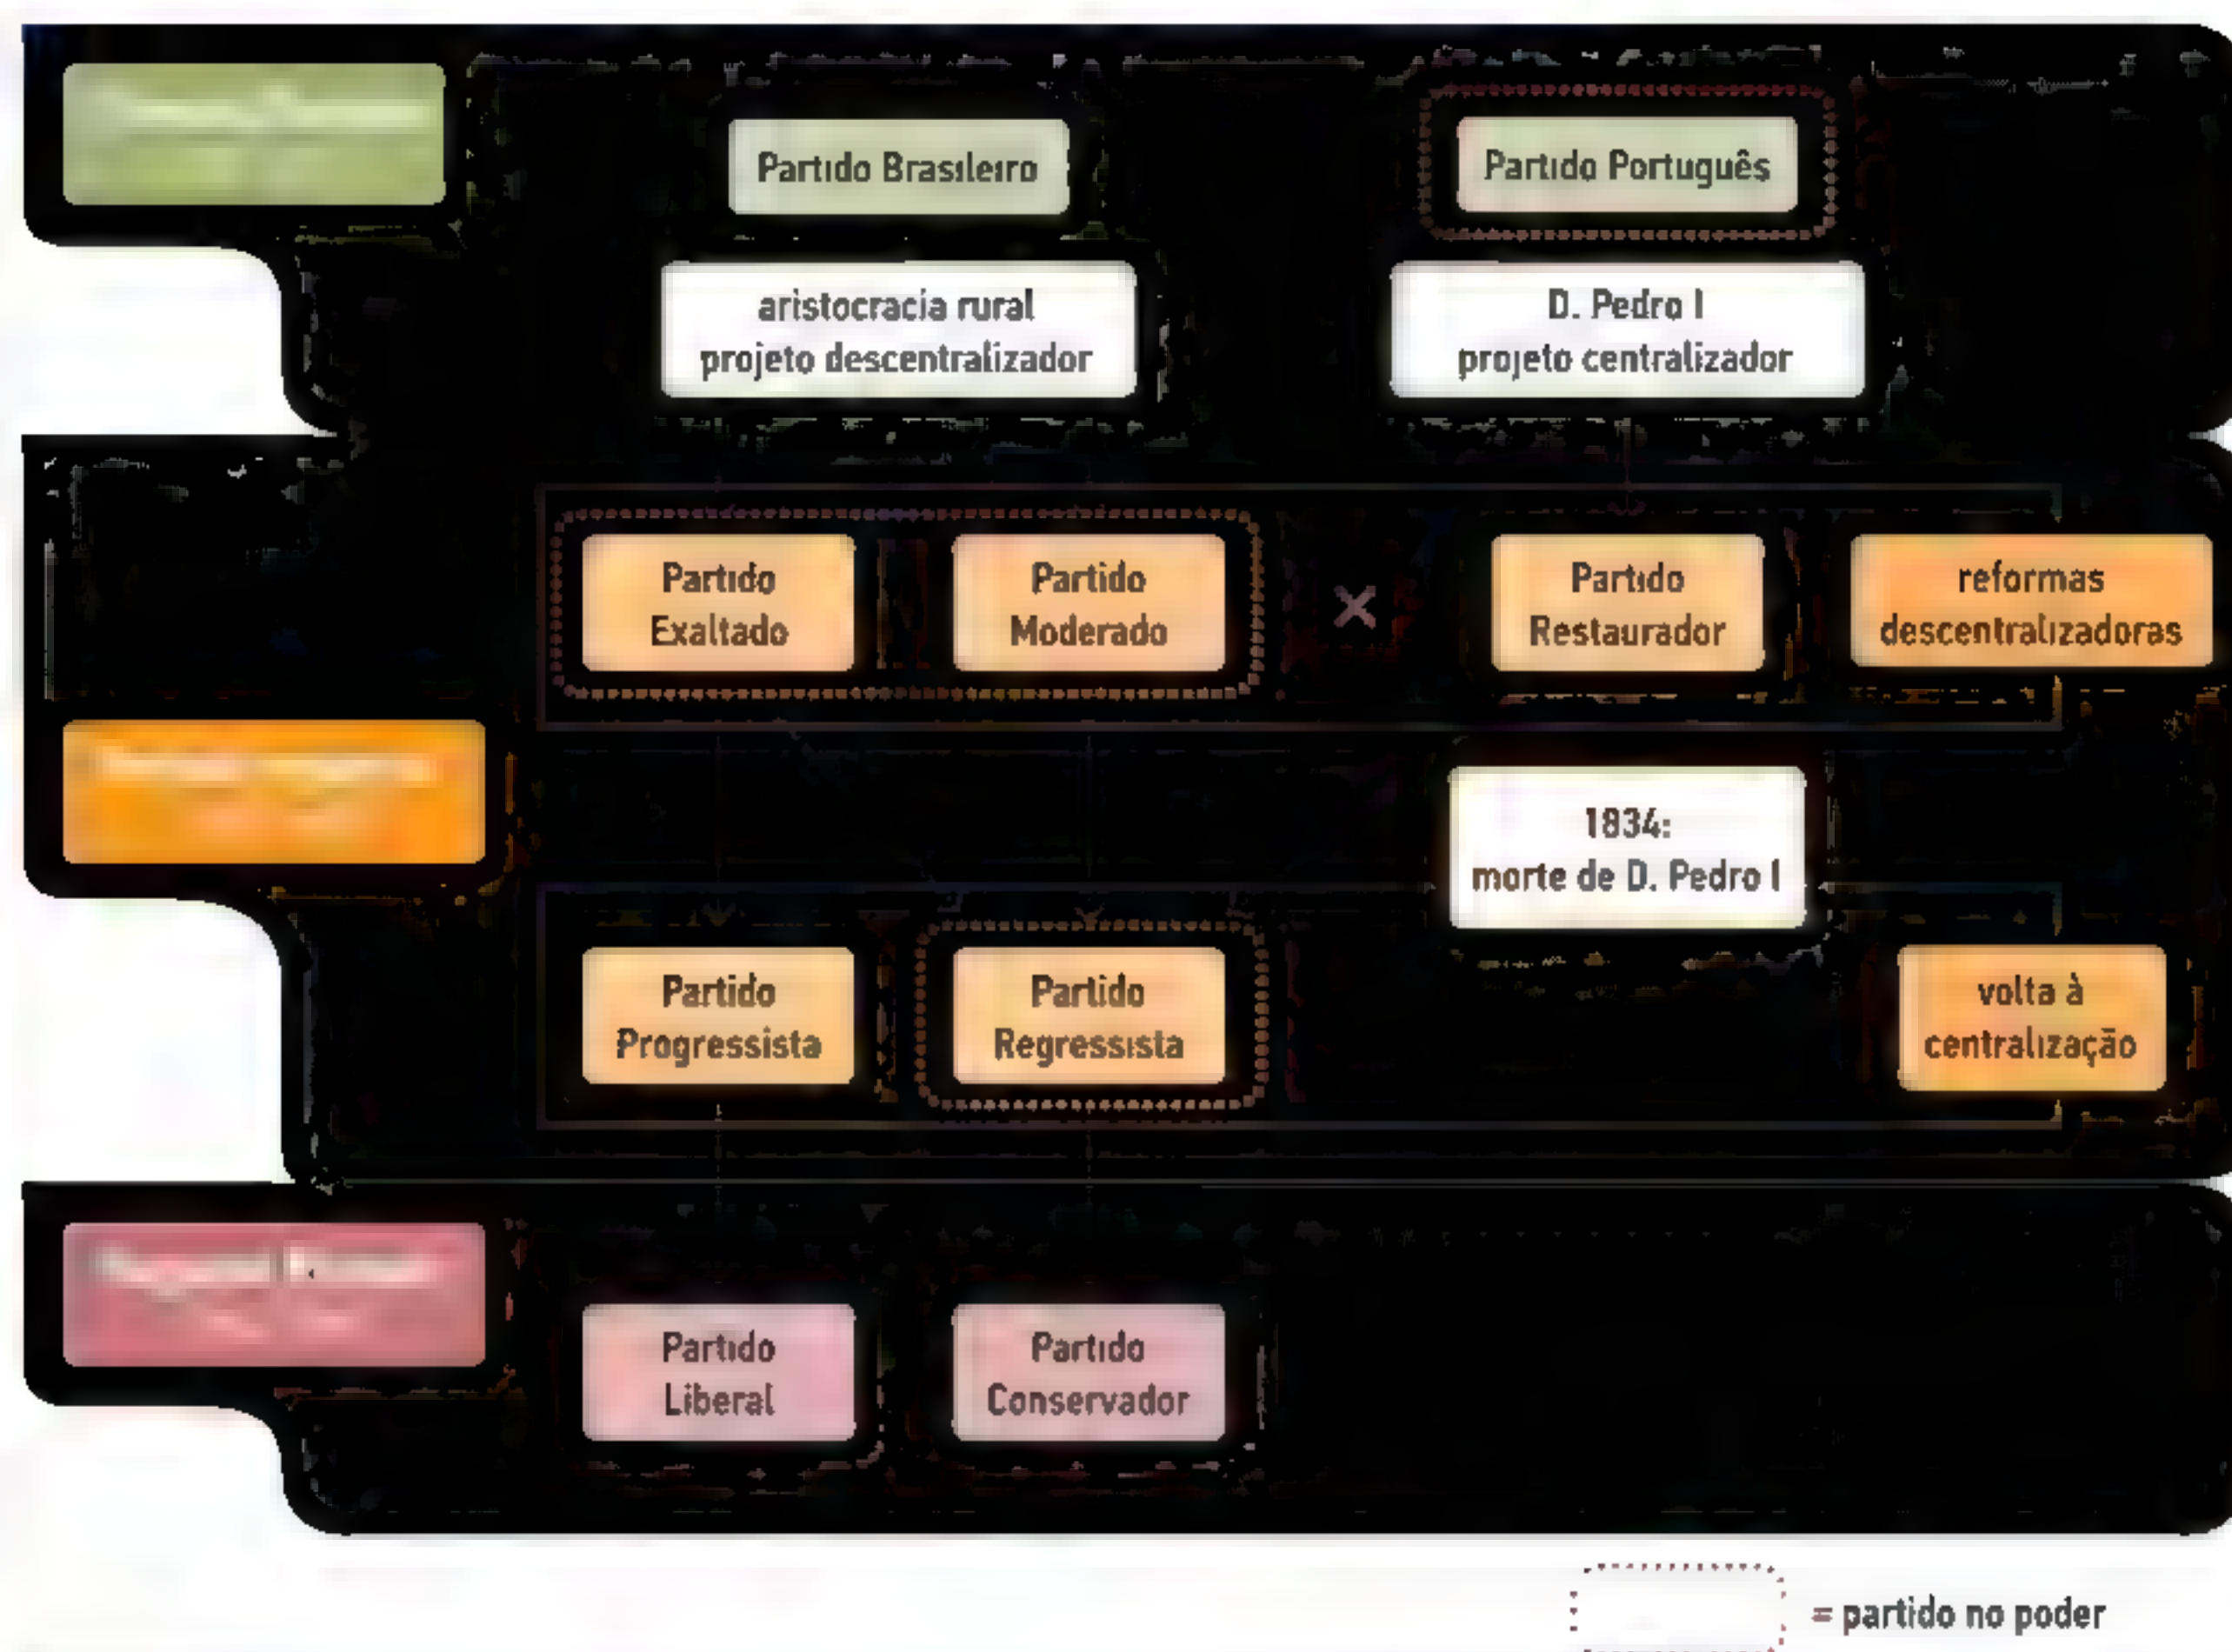 Partido Brasileiro
Partido Português
aristocracia rural
projeto descentralizador
D. Pedro I
projeto centralizador
Partido
Exaltado
Partido
Moderado
×
Partido
Restaurador
reformas
descentralizadoras
1834:
morte de D. Pedro I
Partido
Progressista
Partido
Regressista
volta à
centralização
Partido
Liberal
Partido
Conservador
= partido no poder